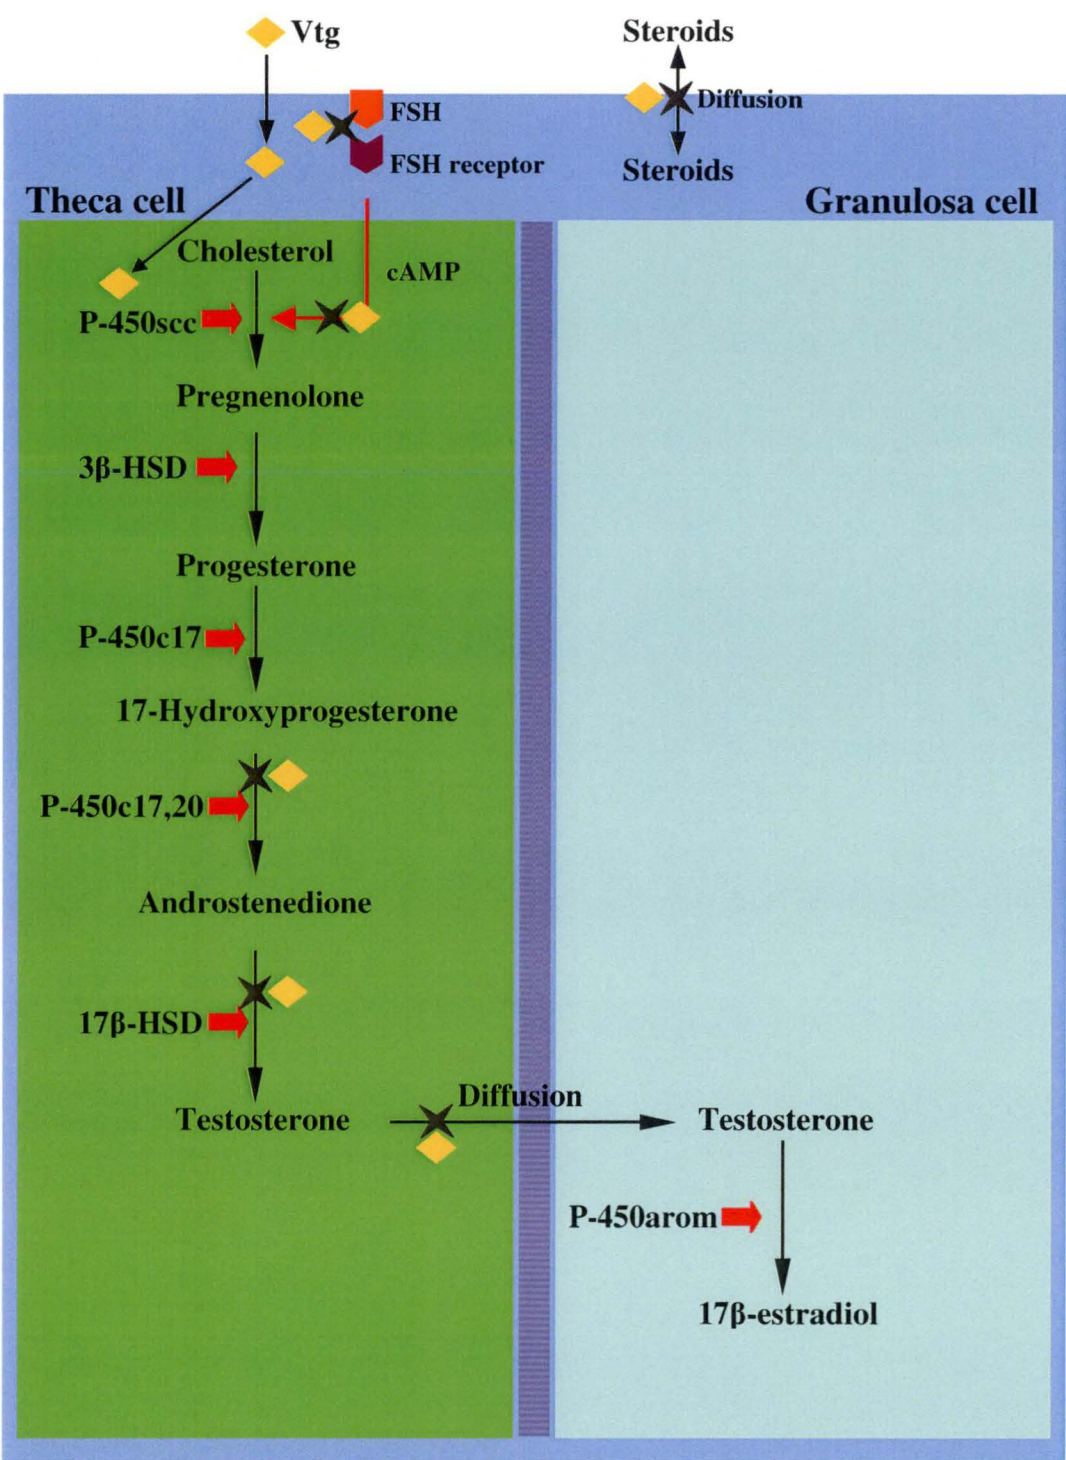 Vtg
Steroids
FSH
Diffusion
FSH receptor
Steroids
Theca cell
Granulosa cell
Cholesterol
cAMP
P-450scc
Pregnenolone
3β-HSD
Progesterone
P-450c17
17-Hydroxyprogesterone
P-450c17,20
Androstenedione
17β-HSD
Diffusion
Testosterone
Testosterone
P-450arom
17β-estradiol